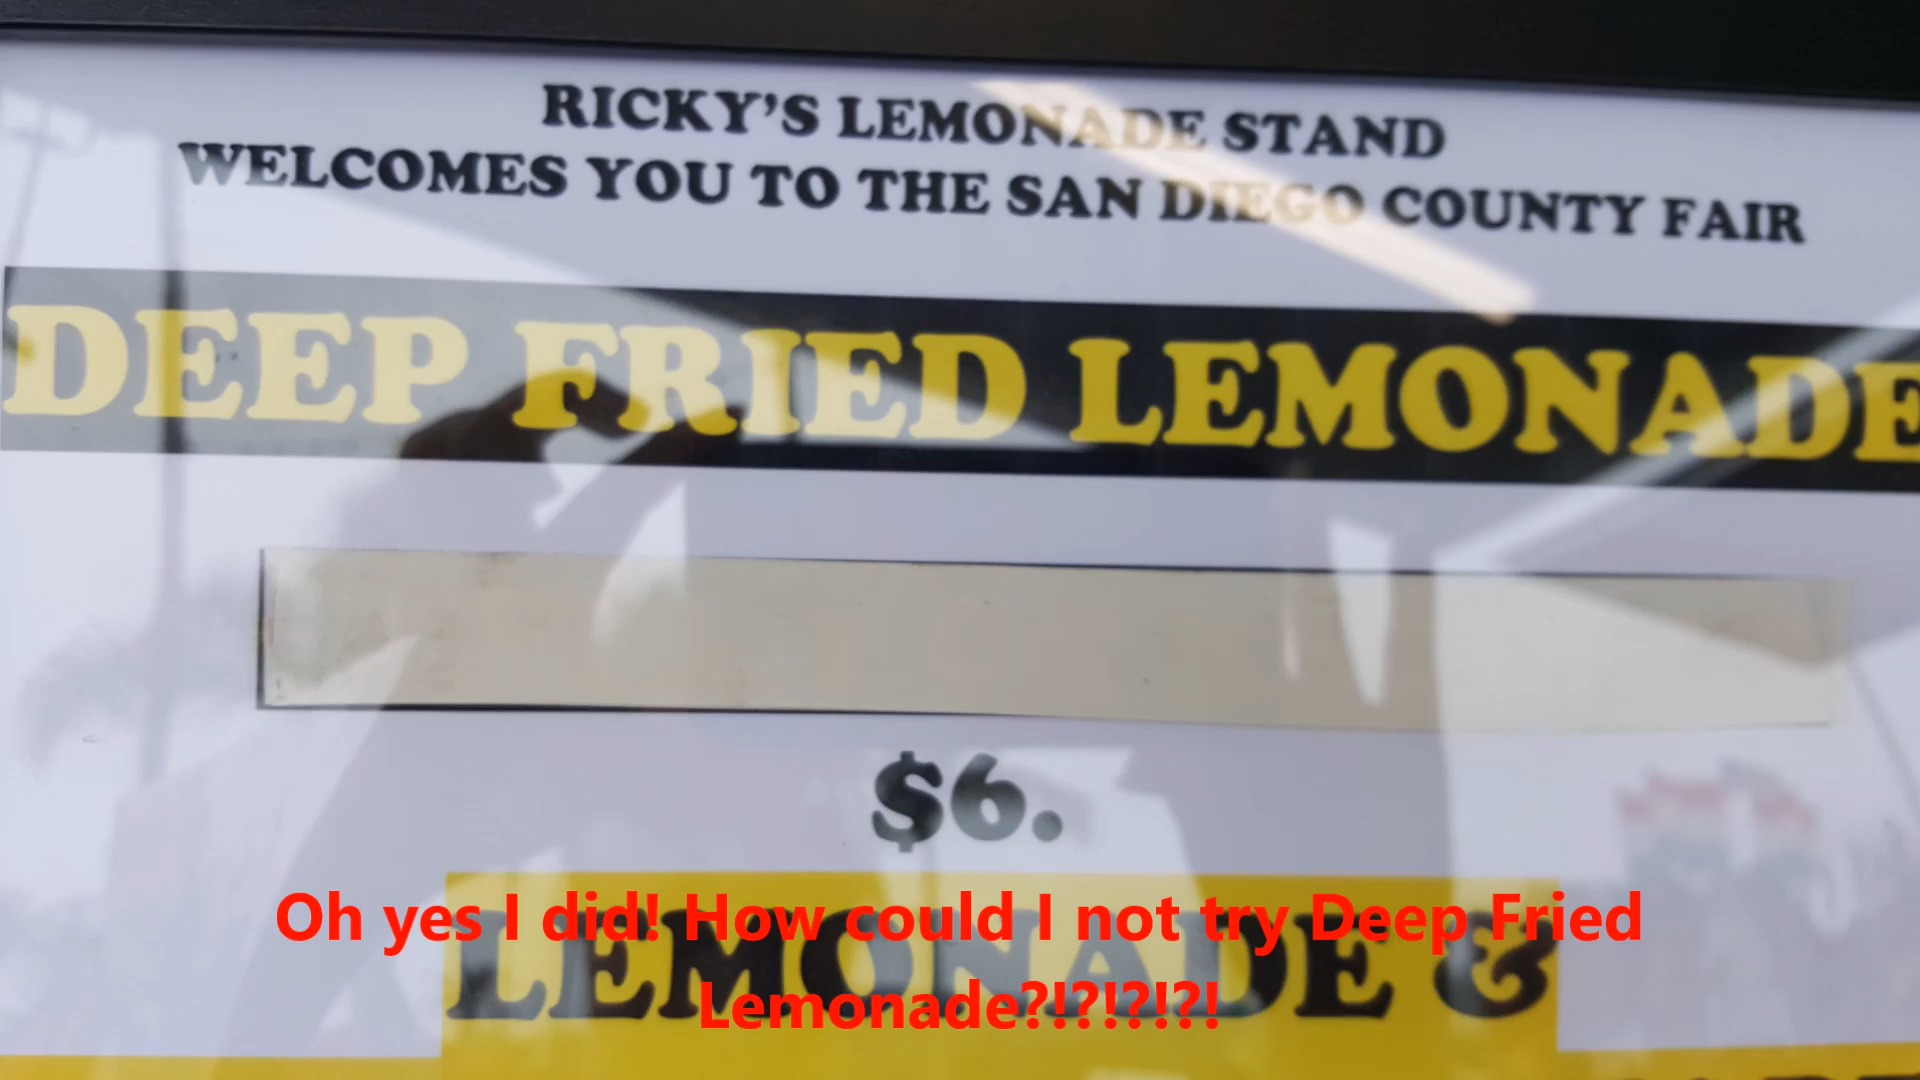 RICKY'S LEMONADE STAND
WELCOMES YOU TO THE SAN DIEGO COUNTY FAIR
DEEP FRIED LEMONADE
$6.
Oh yes I did! How could I not try Deep Fried
LEMONADE &
Lemonade?!?!?!?!